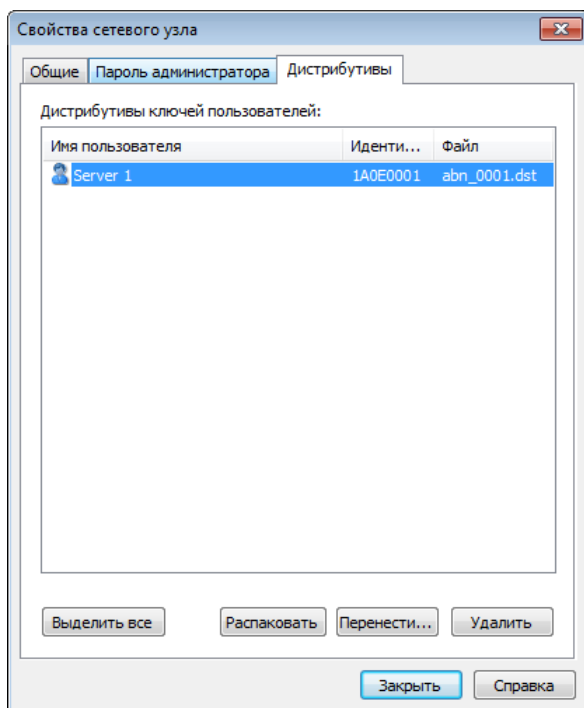 Свойства сетевого узла
Общие Пароль администратора Дистрибутивы
Дистрибутивы ключей пользователей:
Имя пользователя Иденти... Файл
Server 1 1A0E0001 abn_0001.dst
Выделить все Распаковать Перенести... Удалить
Закрыть Справка